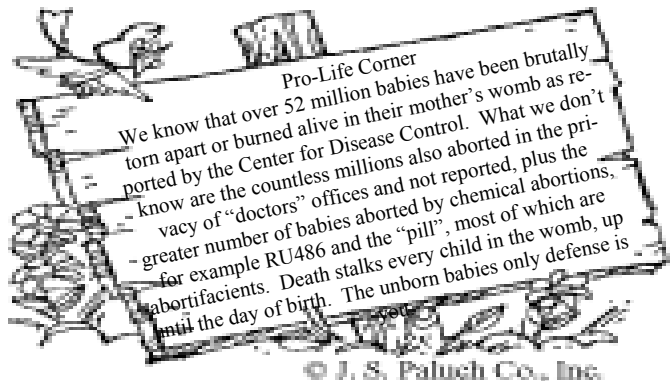 Pro-Life Corner
We know that over 52 million babies have been brutally
torn apart or burned alive in their mother’s womb as re-
ported by the Center for Disease Control.  What we don’t
know are the countless millions also aborted in the pri-
vacy of “doctors” offices and not reported, plus the
greater number of babies aborted by chemical abortions,
for example RU486 and the “pill”, most of which are
abortifacients.  Death stalks every child in the womb, up
until the day of birth.  The unborn babies only defense is
you
© J. S. Paluch Co., Inc.